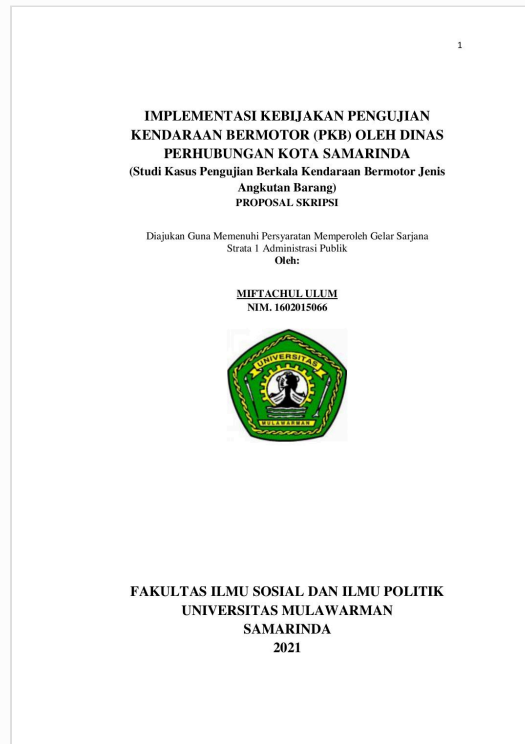 1
IMPLEMENTASI KEBIJAKAN PENGUJIAN
KENDARAAN BERMOTOR (PKB) OLEH DINAS
PERHUBUNGAN KOTA SAMARINDA
(Studi Kasus Pengujian Berkala Kendaraan Bermotor Jenis
Angkutan Barang)
PROPOSAL SKRIPSI
Diajukan Guna Memenuhi Persyaratan Memperoleh Gelar Sarjana
Strata 1 Administrasi Publik
Oleh:
MIFTACHUL ULUM
NIM. 1602015066
UNIVERSITAS
MULAWARMAN
FAKULTAS ILMU SOSIAL DAN ILMU POLITIK
UNIVERSITAS MULAWARMAN
SAMARINDA
2021